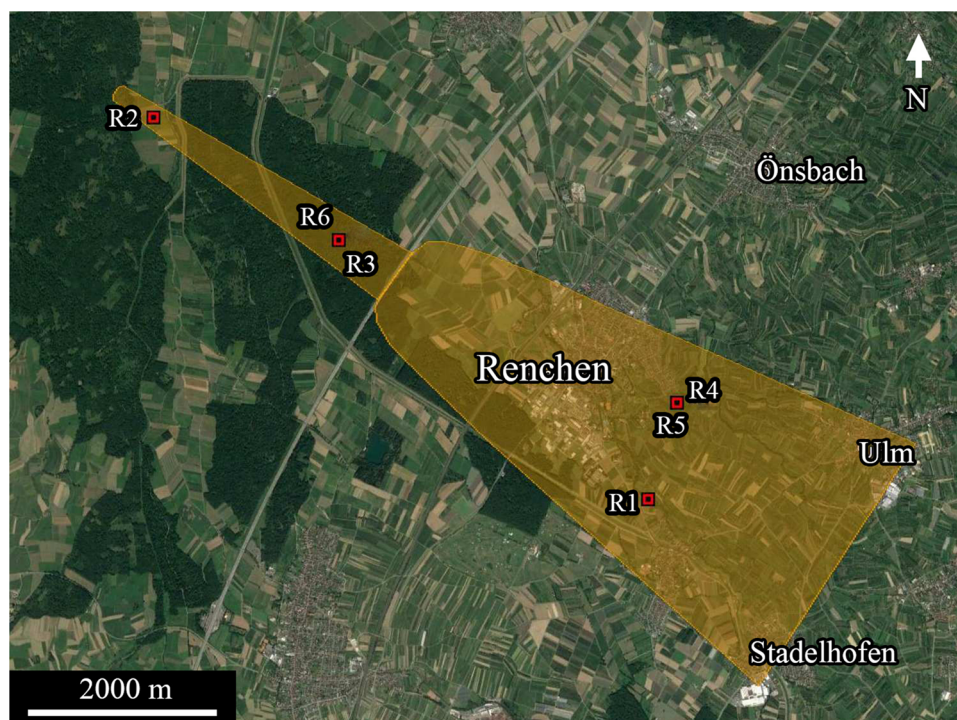 N
R2
Önsbach
R6
R3
Renchen
R4
R5
Ulm
R1
Stadelhofen
2000 m